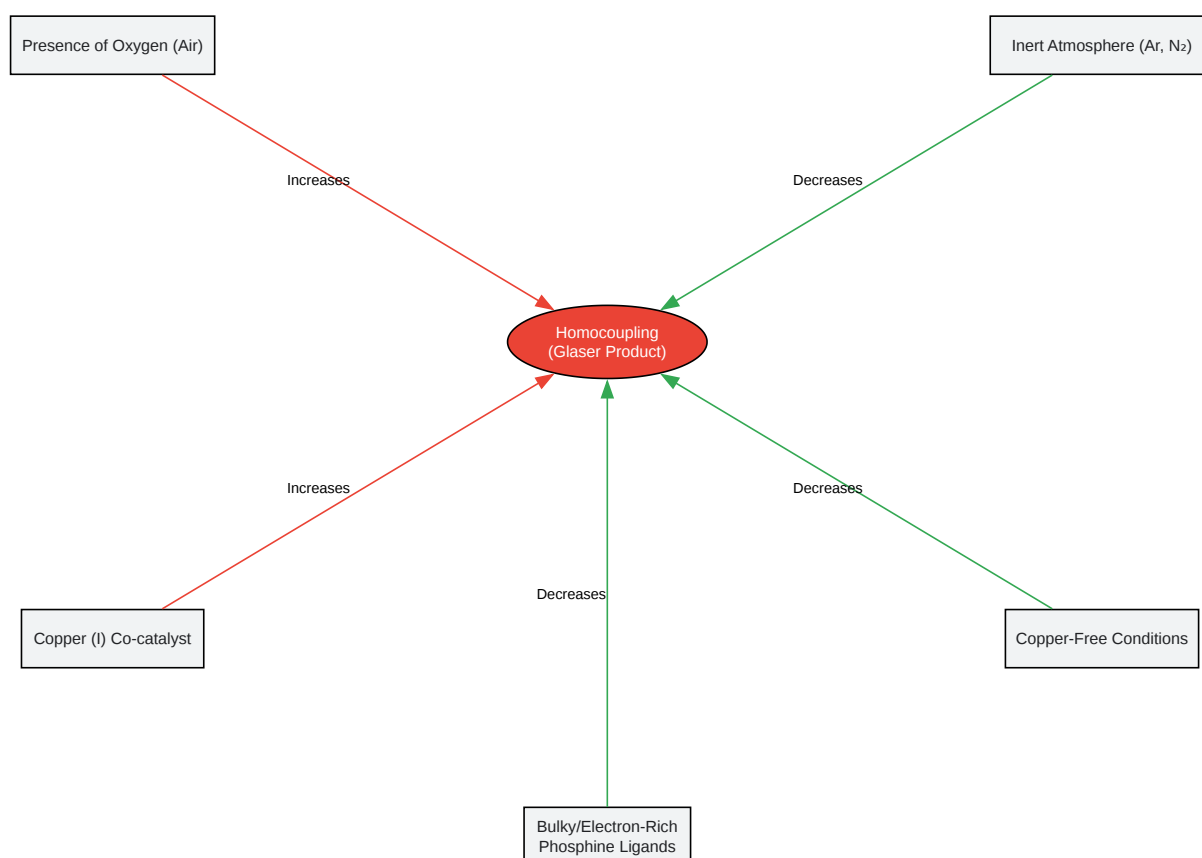 Presence of Oxygen (Air)
Inert Atmosphere (Ar, N₂)
Increases
Decreases
Homocoupling
(Glaser Product)
Increases
Decreases
Decreases
Copper (I) Co-catalyst
Copper-Free Conditions
Bulky/Electron-Rich
Phosphine Ligands